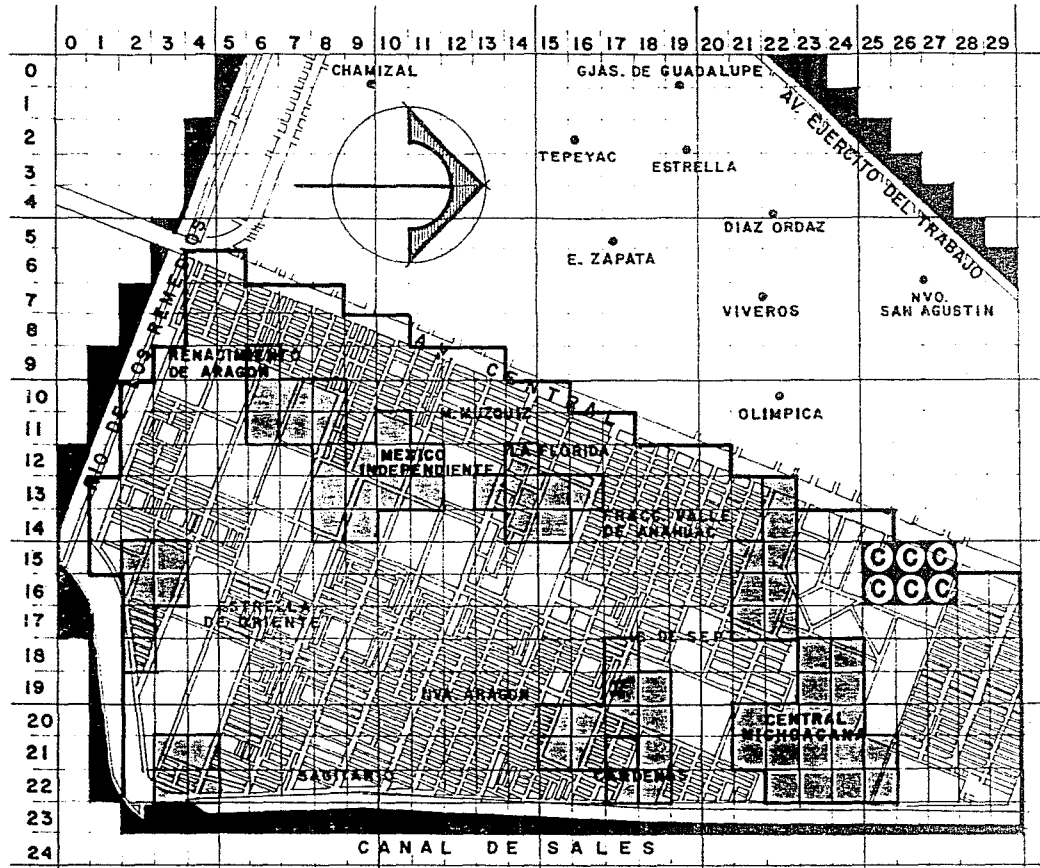 0 1 2 3 4 5 6 7 8 9 10 11 12 13 14 15 16 17 18 19 20 21 22 23 24 25 26 27 28 29
0
1
2
3
4
5
6
7
8
9
10
11
12
13
14
15
16
17
18
19
20
21
22
23
24
CHAMIZAL
GJAS. DE GUADALUPE
AV. EJERCITO DEL TRABAJO
TEPEYAC
ESTRELLA
DIAZ ORDAZ
E. ZAPATA
VIVEROS
NVO.
SAN AGUSTIN
RIO DE LOS REMEDIOS
AV. CENTRAL
RENACIMIENTO
DE ARAGON
M. MUZQUIZ
OLIMPICA
MEXICO
INDEPENDIENTE
LA FLORIDA
FRACC. VALLE
DE ANAHUAC
C C C
C C C
ESTRELLA
DE ORIENTE
DE SEPT.
NVA. ARAGON
CENTRAL
MICHOACANA
SAGITARIO
CARDENAS
CANAL DE SALES